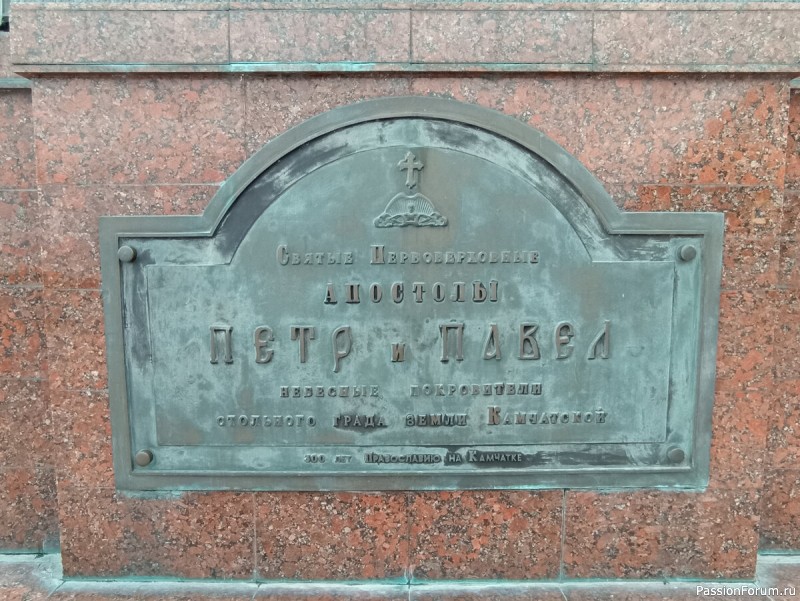 Святые Первоверховные
АПОСТОЛЫ
ПЕТР и ПАВЕЛ
НЕБЕСНЫЕ ПОКРОВИТЕЛИ
СТОЛЬНОГО ГРАДА ЗЕМЛИ КАМЧАТСКОЙ
300 ЛЕТ ПРАВОСЛАВИЮ НА КАМЧАТКЕ
PassionForum.ru